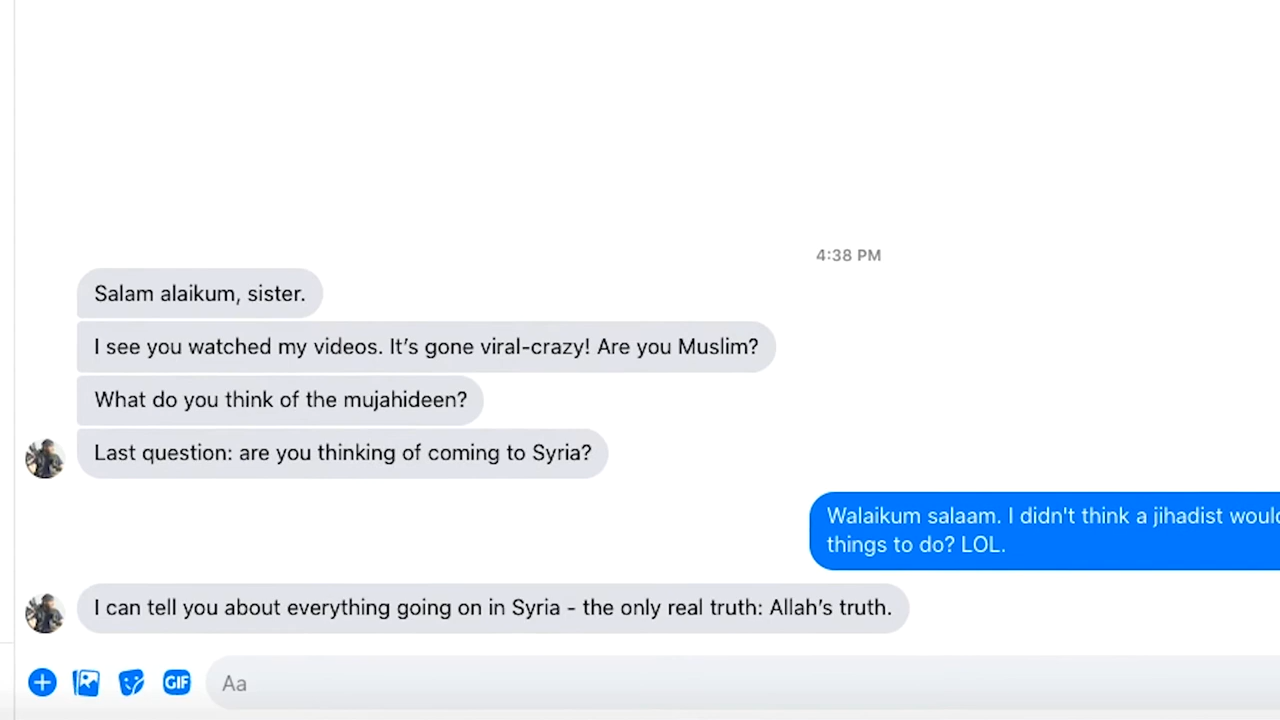 4:38 PM
Salam alaikum, sister.
I see you watched my videos. It’s gone viral-crazy! Are you Muslim?
What do you think of the mujahideen?
Last question: are you thinking of coming to Syria?
Walaikum salaam. I didn't think a jihadist
things to do? LOL.
I can tell you about everything going on in Syria - the only real truth: Allah’s truth.
GIF
Aa